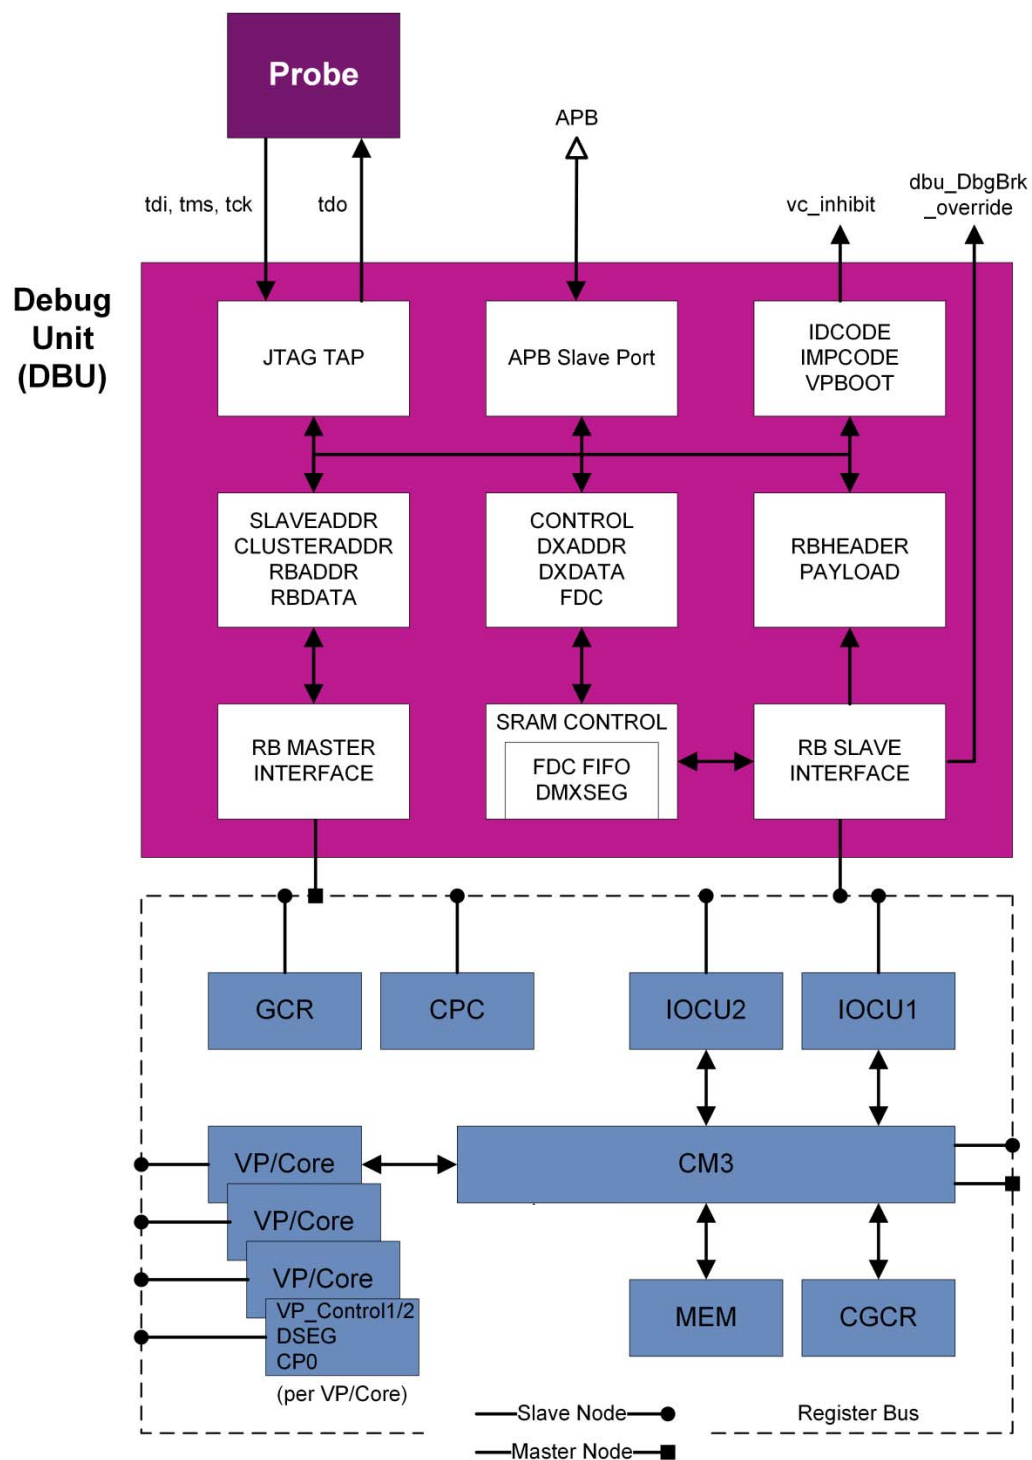 Probe
APB
tdi, tms, tck
tdo
vc_inhibit
dbu_DbgBrk
_override
Debug
Unit
(DBU)
JTAG TAP
APB Slave Port
IDCODE
IMPCODE
VPBOOT
SLAVEADDR
CLUSTERADDR
RBADDR
RBDATA
CONTROL
DXADDR
DXDATA
FDC
RBHEADER
PAYLOAD
RB MASTER
INTERFACE
SRAM CONTROL
FDC FIFO
DMXSEG
RB SLAVE
INTERFACE
GCR
CPC
IOCU2
IOCU1
VP/Core
CM3
VP/Core
VP/Core
VP_Control1/2
DSEG
CP0
(per VP/Core)
MEM
CGCR
Slave Node
Register Bus
Master Node